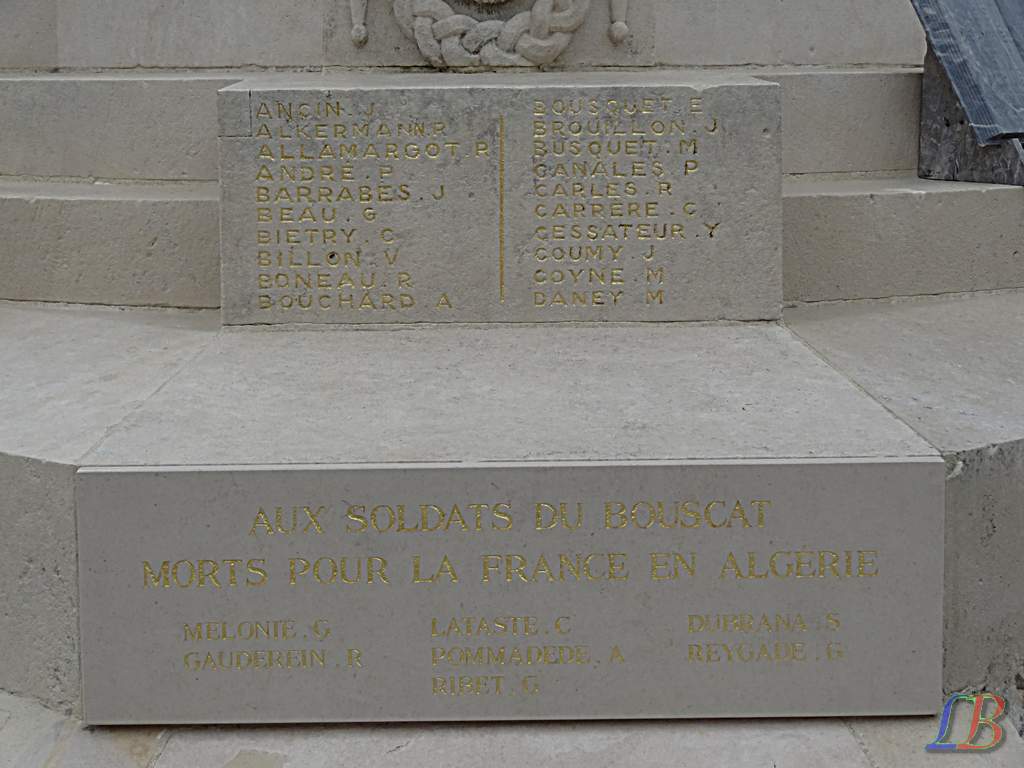 ANCIN. J
ALKERMANN. R
ALLAMARGOT. R
ANDRE. P
BARRABES. J
BEAU. G
BIETRY. C
BILLON. V
BONEAU. R
BOUCHARD. A
BOUSQUET. E
BROUILLON. J
BUSQUET. M
CANALES. P
CARLES. R
CARRERE. C
CESSATEUR. Y
COUMY. J
COYNE. M
DANEY. M
AUX SOLDATS DU BOUSCAT
MORTS POUR LA FRANCE EN ALGÉRIE
MELONIE. G
GAUDEREIN. R
LATASTE. C
POMMADEDE. A
RIBET. G
DUBRANA. S
REYGADE. G
LB